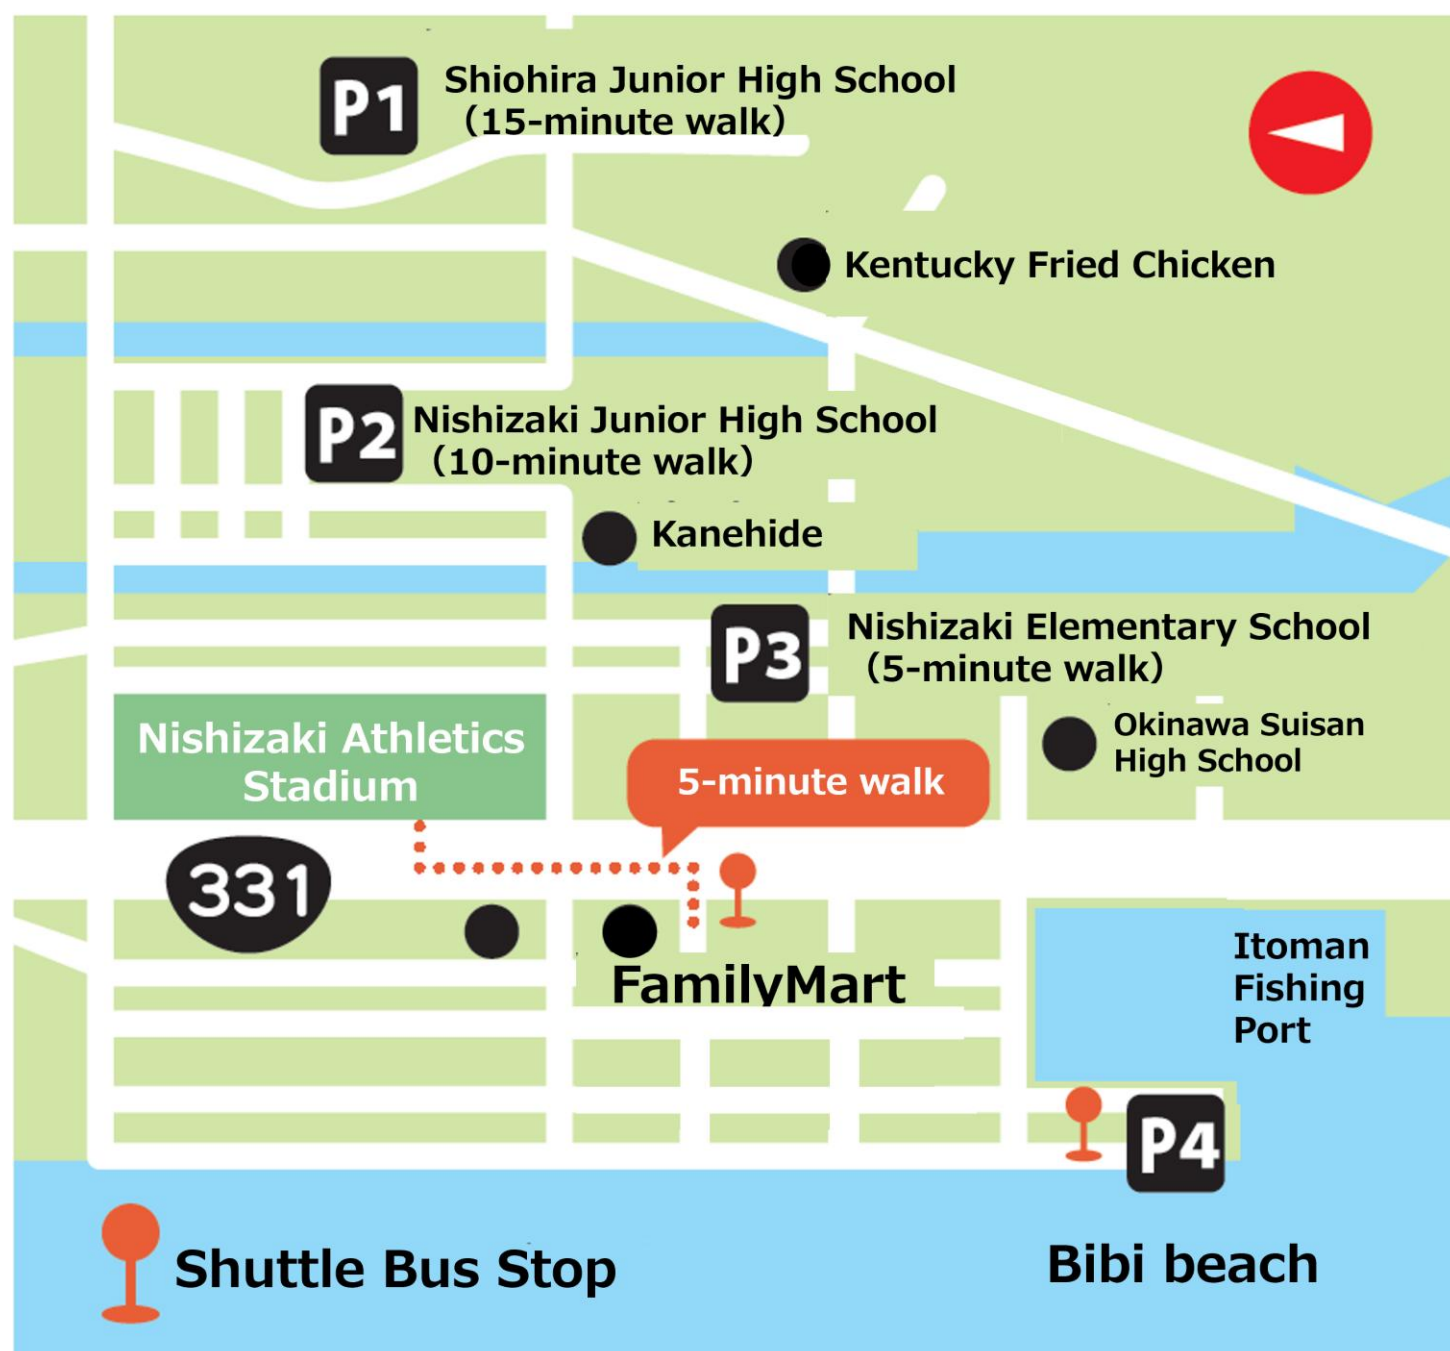 P1
Shiohira Junior High School
（15-minute walk）
Kentucky Fried Chicken
P2
Nishizaki Junior High School
（10-minute walk）
Kanehide
P3
Nishizaki Elementary School
（5-minute walk）
Nishizaki Athletics
Stadium
5-minute walk
Okinawa Suisan
High School
331
FamilyMart
Itoman
Fishing
Port
P4
Shuttle Bus Stop
Bibi beach